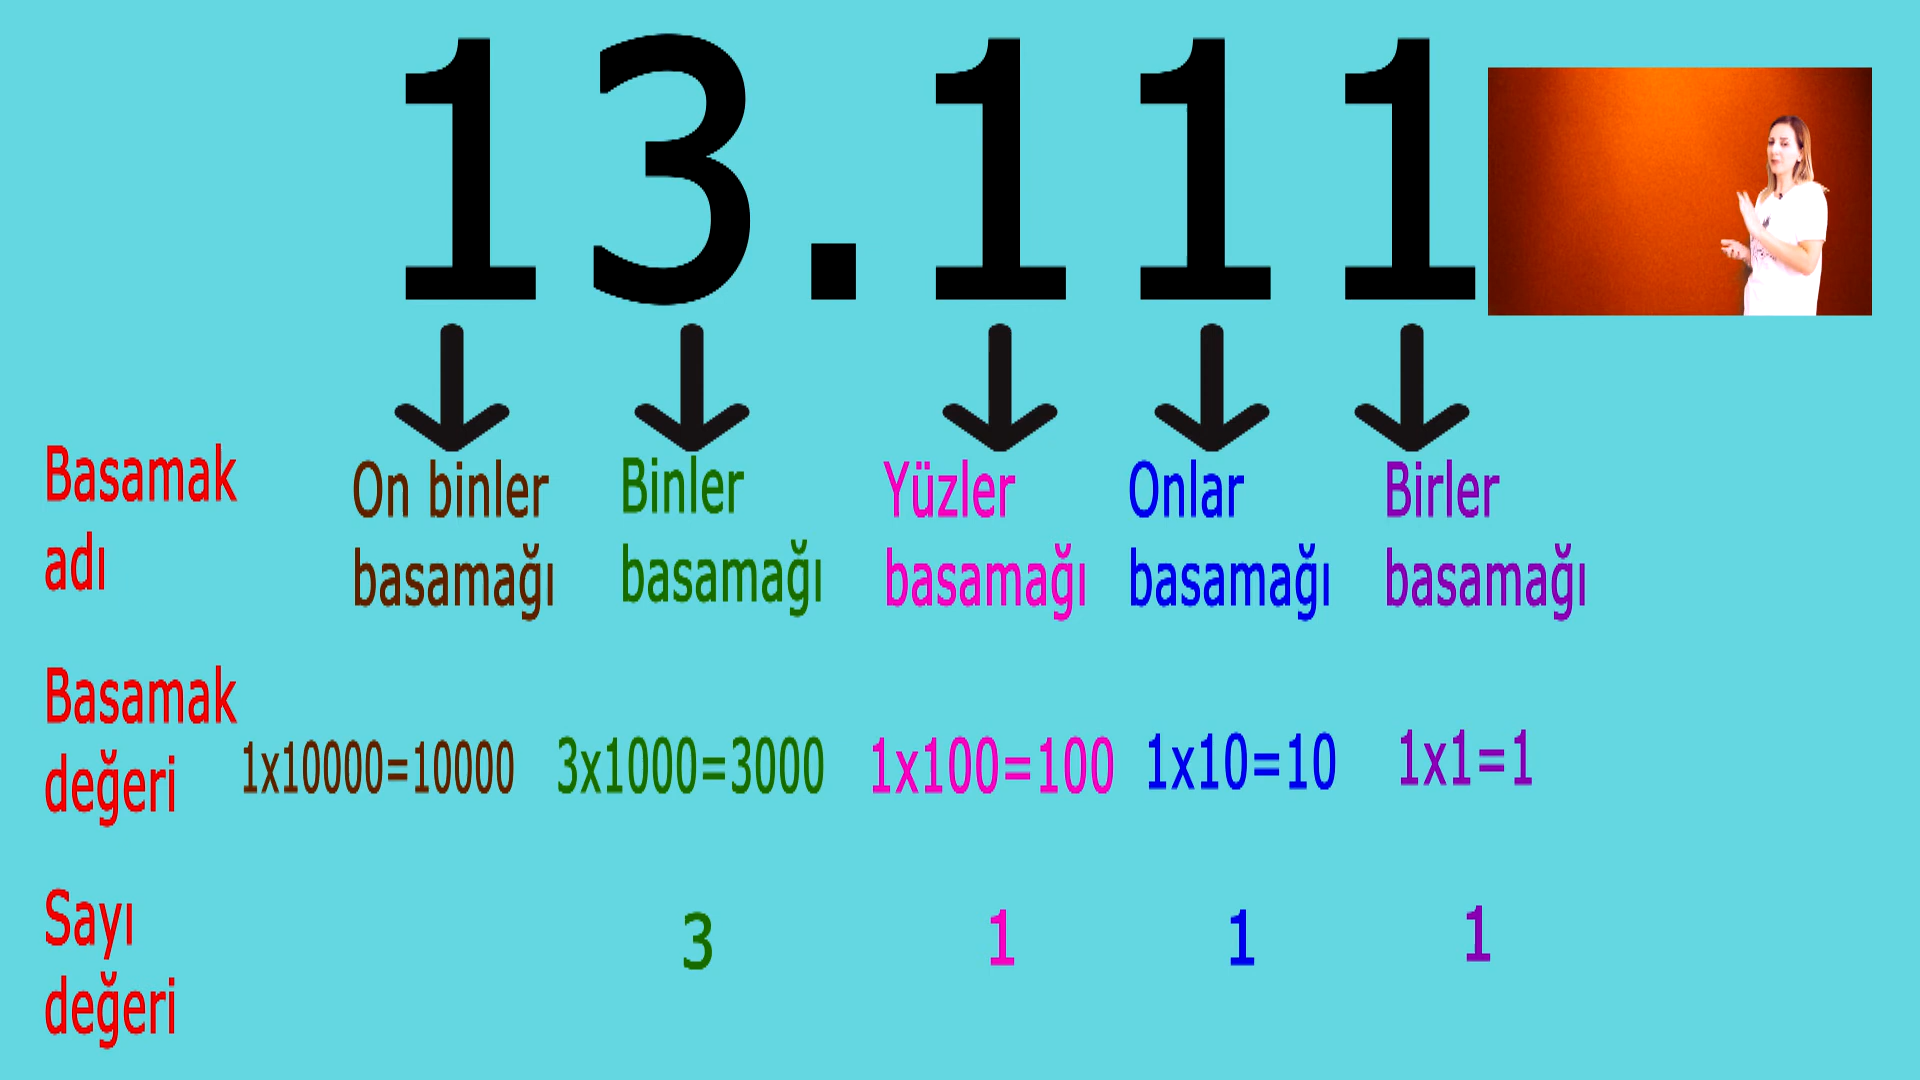 13.111
Basamak adı
On binler basamağı
Binler basamağı
Yüzler basamağı
Onlar basamağı
Birler basamağı
Basamak değeri
1x10000=10000
3x1000=3000
1x100=100
1x10=10
1x1=1
Sayı değeri
3
1
1
1